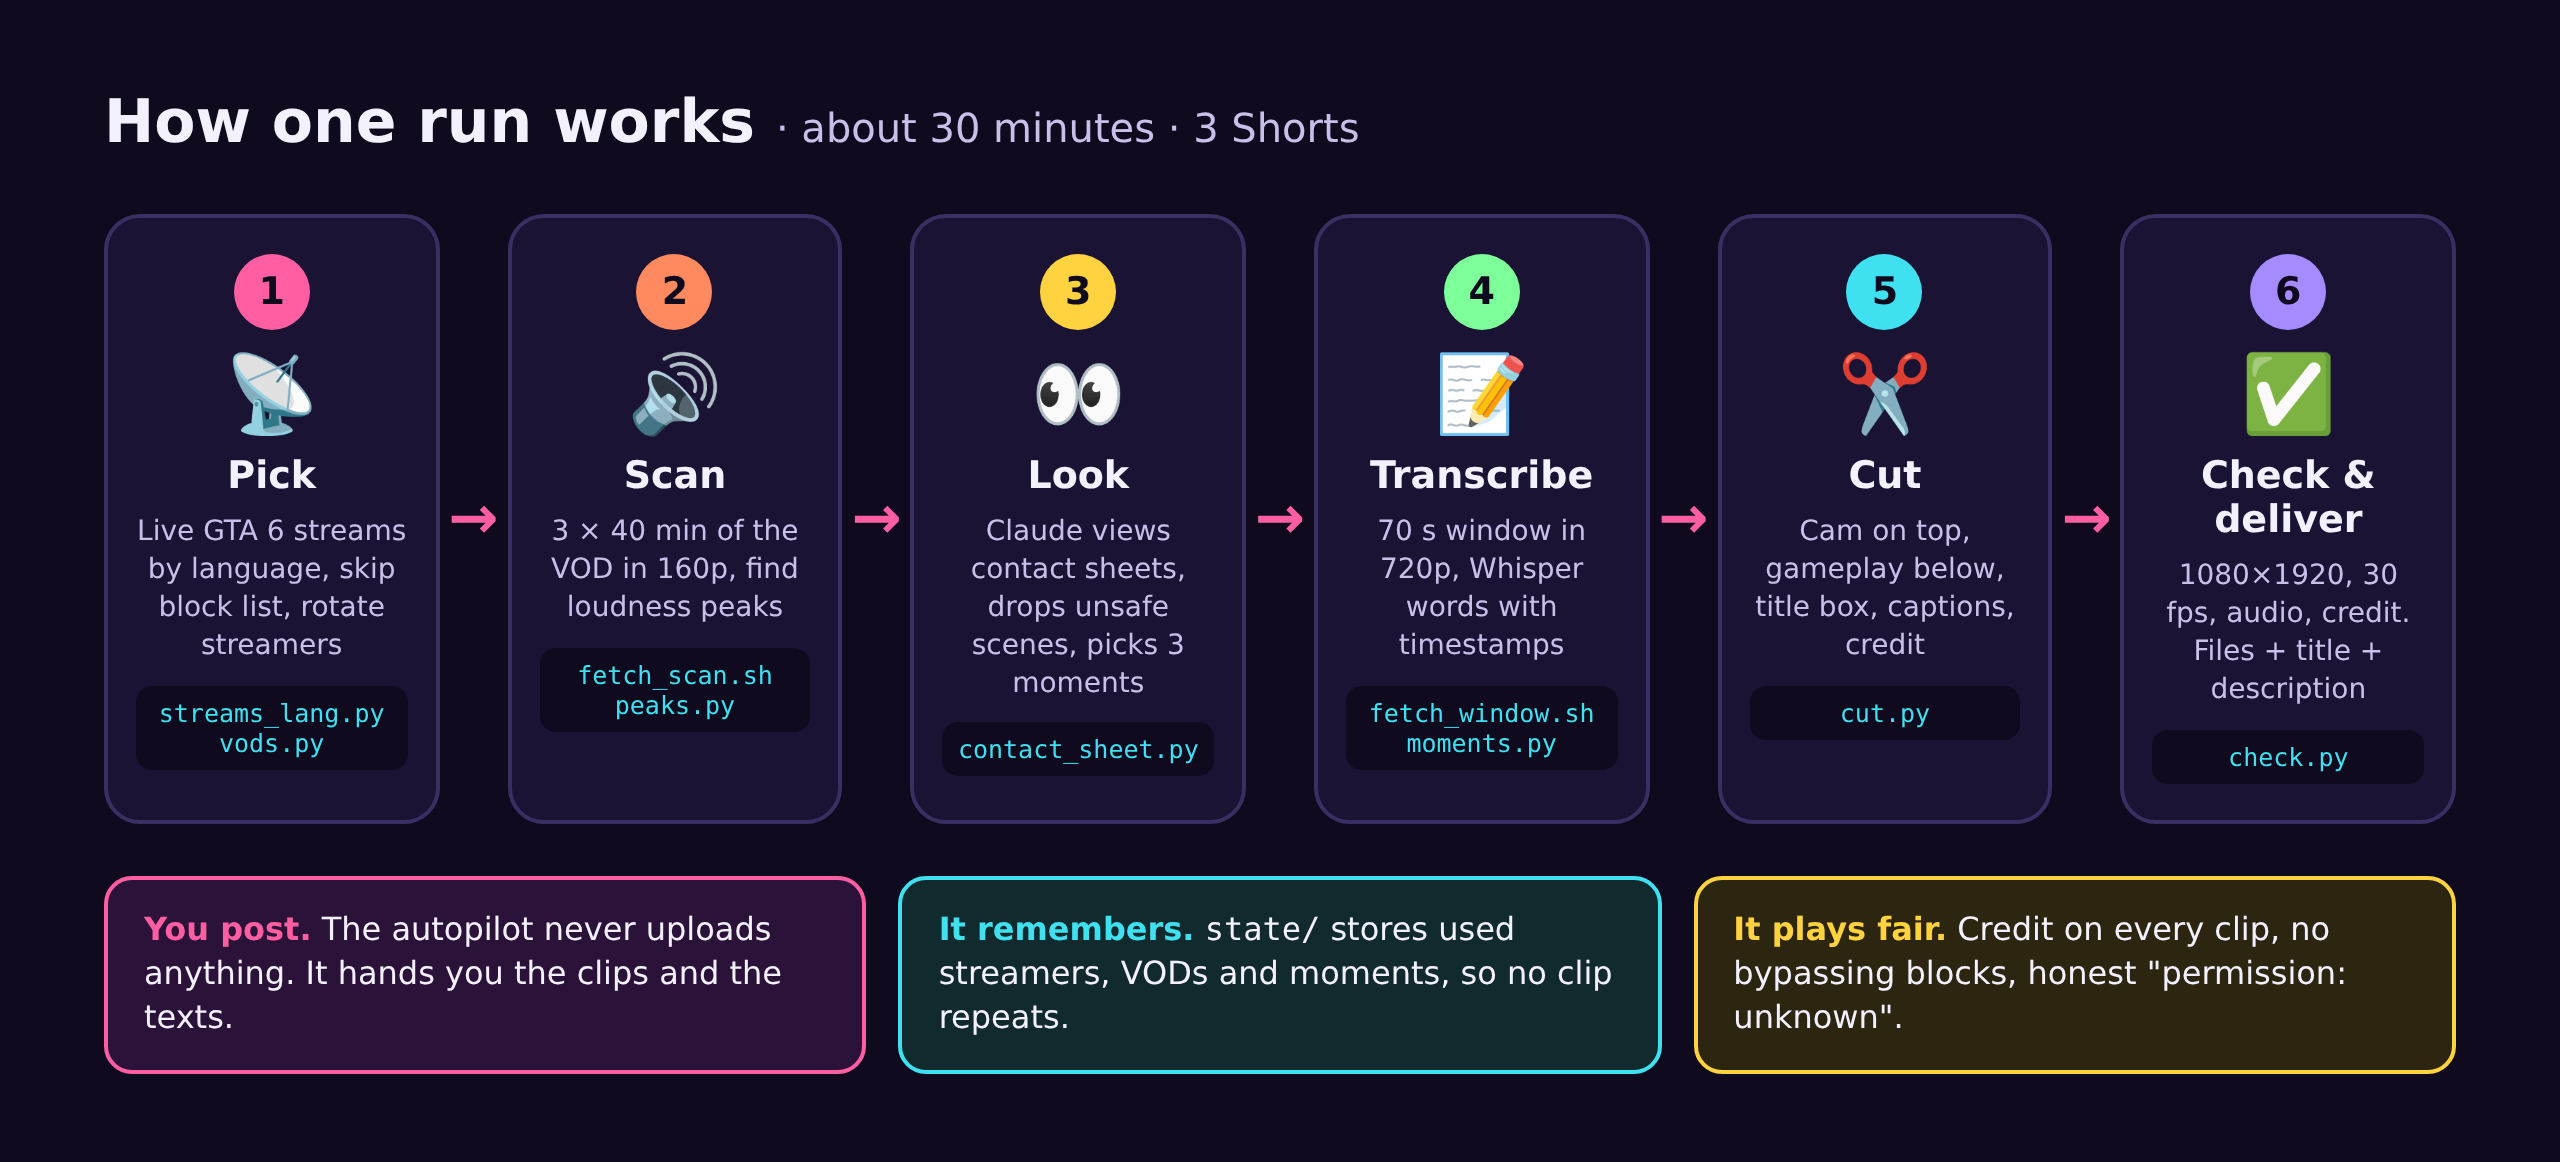 How one run works · about 30 minutes · 3 Shorts
1
Pick
Live GTA 6 streams
by language, skip
block list, rotate
streamers
streams_lang.py
vods.py
→
2
Scan
3 × 40 min of the
VOD in 160p, find
loudness peaks
fetch_scan.sh
peaks.py
→
3
Look
Claude views
contact sheets,
drops unsafe
scenes, picks 3
moments
contact_sheet.py
→
4
Transcribe
70 s window in
720p, Whisper
words with
timestamps
fetch_window.sh
moments.py
→
5
Cut
Cam on top,
gameplay below,
title box, captions,
credit
cut.py
→
6
Check &
deliver
1080×1920, 30
fps, audio, credit.
Files + title +
description
check.py
You post. The autopilot never uploads
anything. It hands you the clips and the
texts.
It remembers. state/ stores used
streamers, VODs and moments, so no clip
repeats.
It plays fair. Credit on every clip, no
bypassing blocks, honest "permission:
unknown".